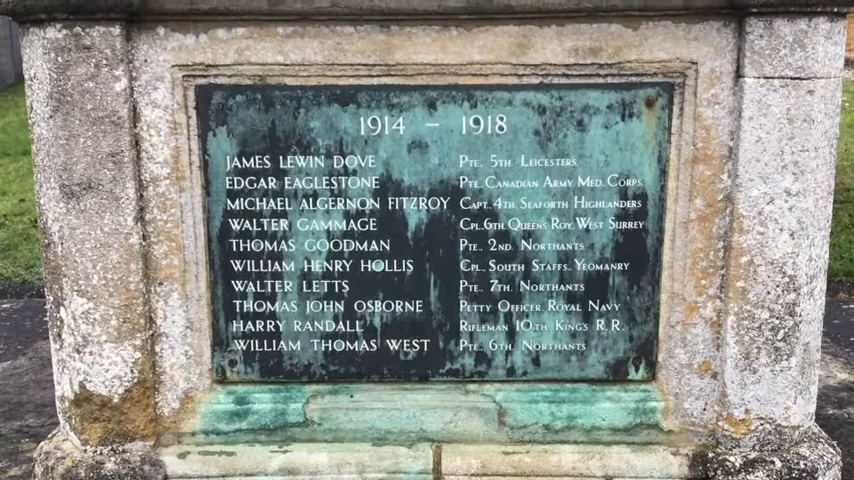 1914 – 1918
JAMES LEWIN DOVE PTE. 5TH LEICESTERS.
EDGAR EAGLESTONE PTE. CANADIAN ARMY MED. CORPS.
MICHAEL ALGERNON FITZROY CAPT. 4TH SEAFORTH HIGHLANDERS
WALTER GAMMAGE CPL. 6TH. QUEENS ROY. WEST SURREY
THOMAS GOODMAN PTE. 2ND. NORTHANTS
WILLIAM HENRY HOLLIS CPL. SOUTH STAFFS. YEOMANRY
WALTER LETTS PTE. 7TH. NORTHANTS
THOMAS JOHN OSBORNE PETTY OFFICER. ROYAL NAVY
HARRY RANDALL RIFLEMAN 10TH KING'S R.R.
WILLIAM THOMAS WEST PTE. 6TH NORTHANTS